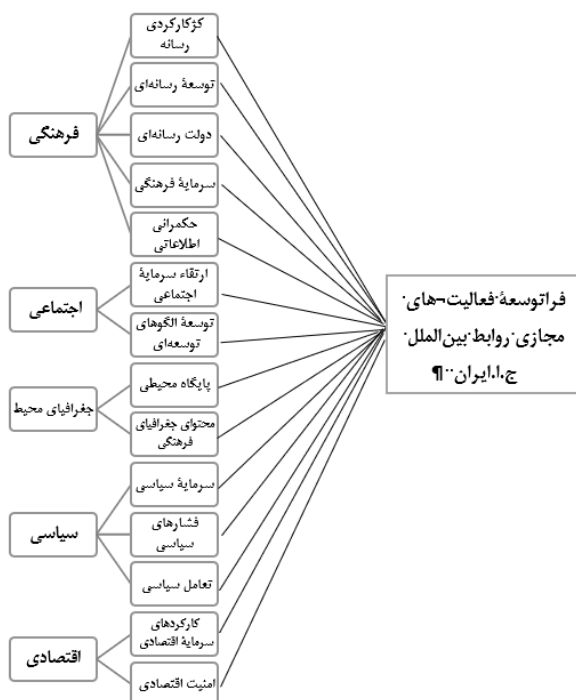 کژکارکردی
رسانه
توسعهٔ رسانه‌ای
دولت رسانه‌ای
سرمایهٔ فرهنگی
حکمرانی
اطلاعاتی
فرهنگی
ارتقاء سرمایهٔ
اجتماعی
توسعهٔ الگوهای
توسعه‌ای
اجتماعی
پایگاه محیطی
محتوای جغرافیای
فرهنگی
جغرافیای محیط
سرمایهٔ سیاسی
فشارهای
سیاسی
تعامل سیاسی
سیاسی
کارکردهای
سرمایهٔ اقتصادی
امنیت اقتصادی
اقتصادی
فراتوسعهٔ·فعالیت¬های·
مجازی·روابط·بین‌الملل·
ج.ا.ایران··¶